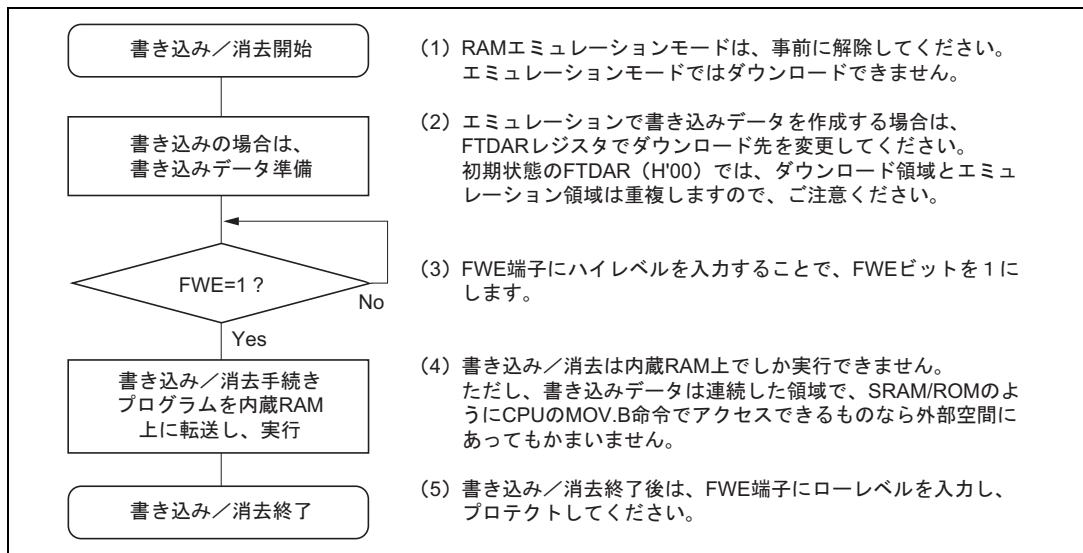 書き込み／消去開始
書き込みの場合は、
書き込みデータ準備
FWE=1 ?
No
Yes
書き込み／消去手続き
プログラムを内蔵RAM
上に転送し、実行
書き込み／消去終了
（1）RAMエミュレーションモードは、事前に解除してください。
エミュレーションモードではダウンロードできません。
（2）エミュレーションで書き込みデータを作成する場合は、
FTDARレジスタでダウンロード先を変更してください。
初期状態のFTDAR（H'00）では、ダウンロード領域とエミュ
レーション領域は重複しますので、ご注意ください。
（3）FWE端子にハイレベルを入力することで、FWEビットを１に
します。
（4）書き込み／消去は内蔵RAM上でしか実行できません。
ただし、書き込みデータは連続した領域で、SRAM/ROMのよ
うにCPUのMOV.B命令でアクセスできるものなら外部空間に
あってもかまいません。
（5）書き込み／消去終了後は、FWE端子にローレベルを入力し、
プロテクトしてください。